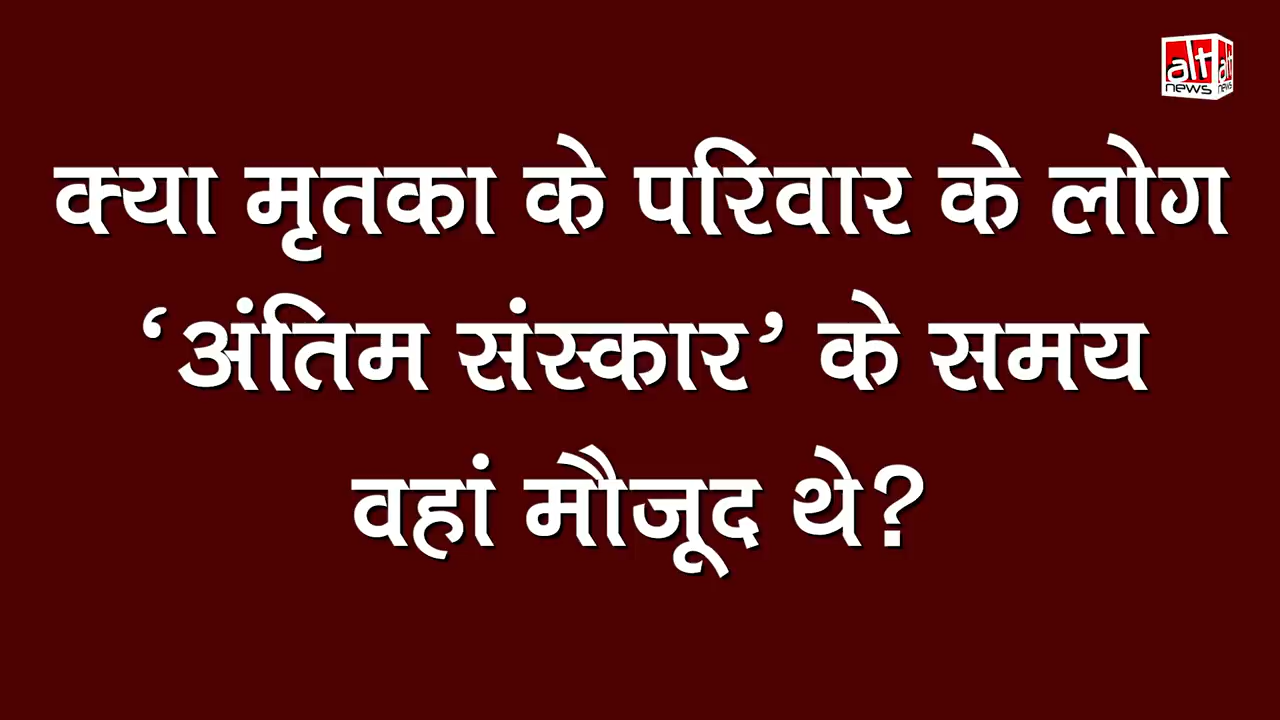 alt news
क्या मृतका के परिवार के लोग
‘अंतिम संस्कार’ के समय
वहां मौजूद थे?